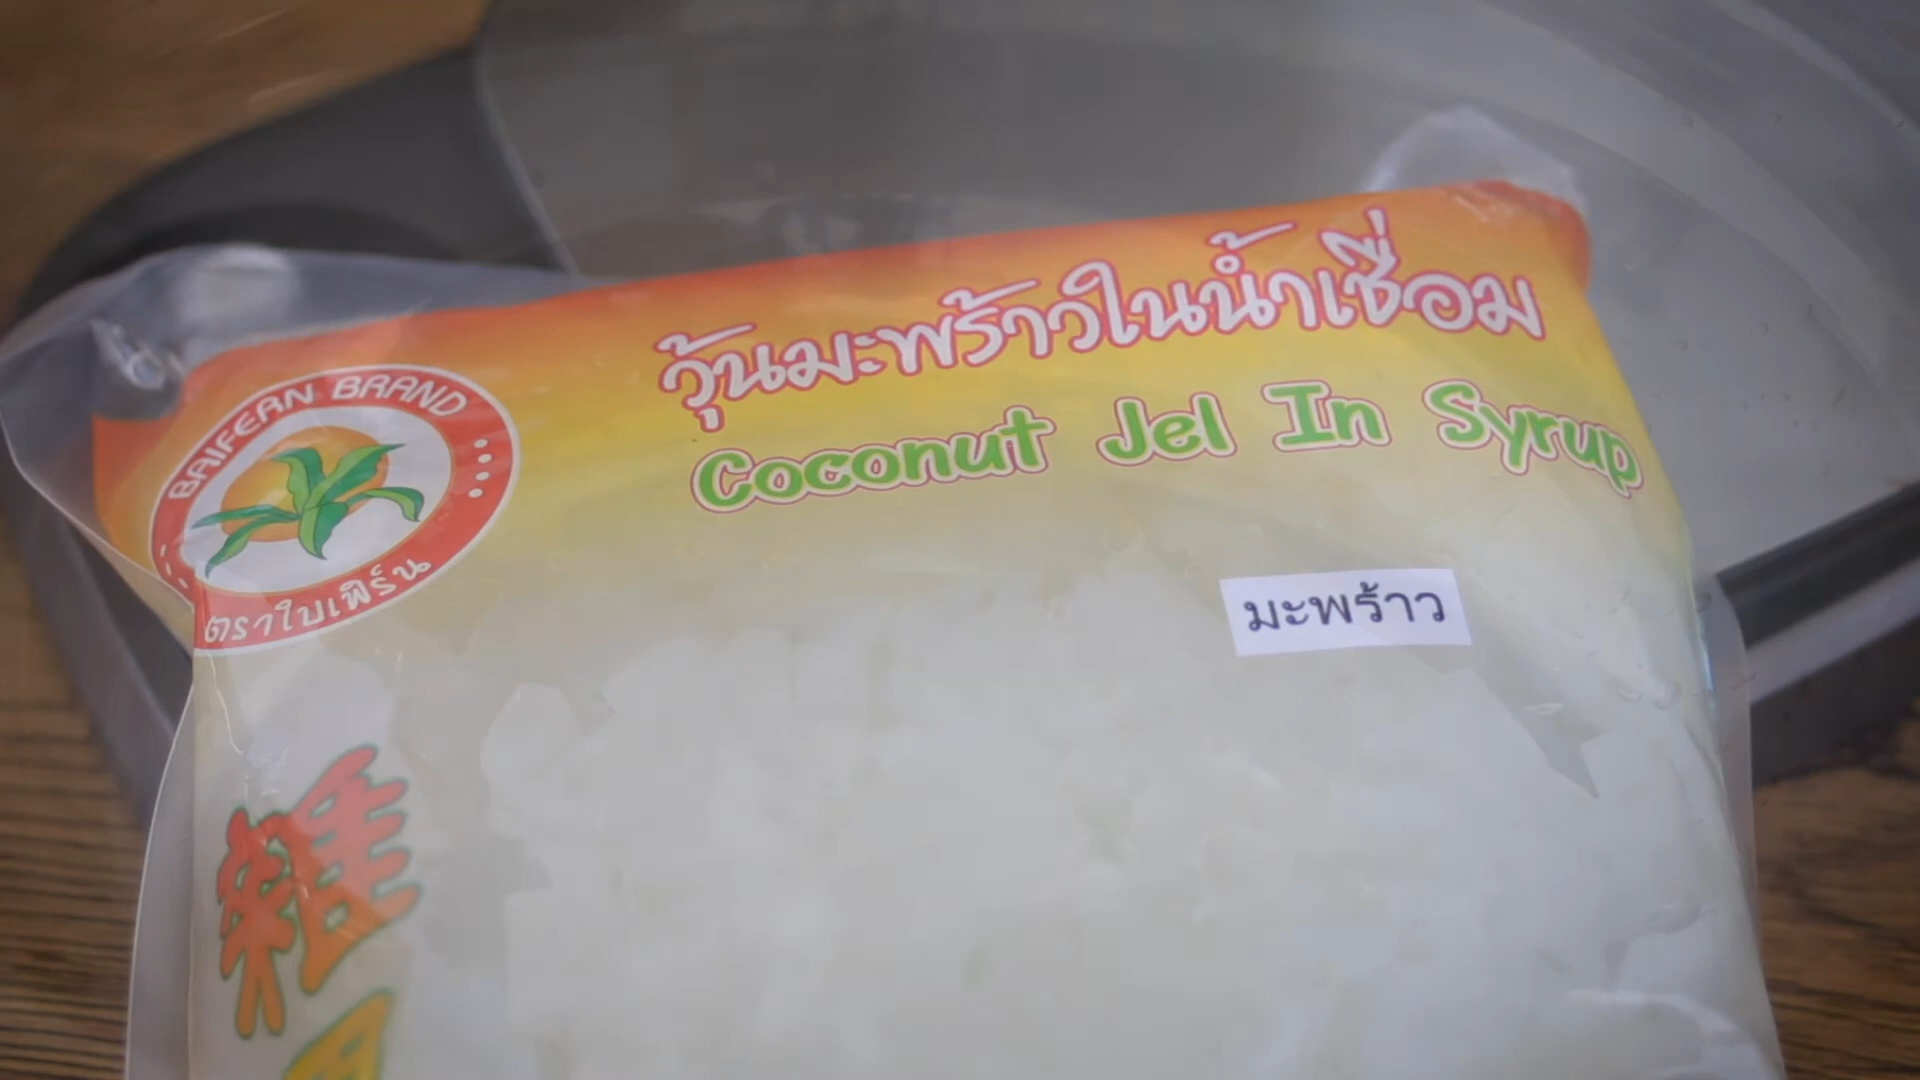 วุ้นมะพร้าวในน้ำเชื่อม
Coconut Jel In Syrup
BAIFERN BRAND
ตราใบเฟิร์น
มะพร้าว